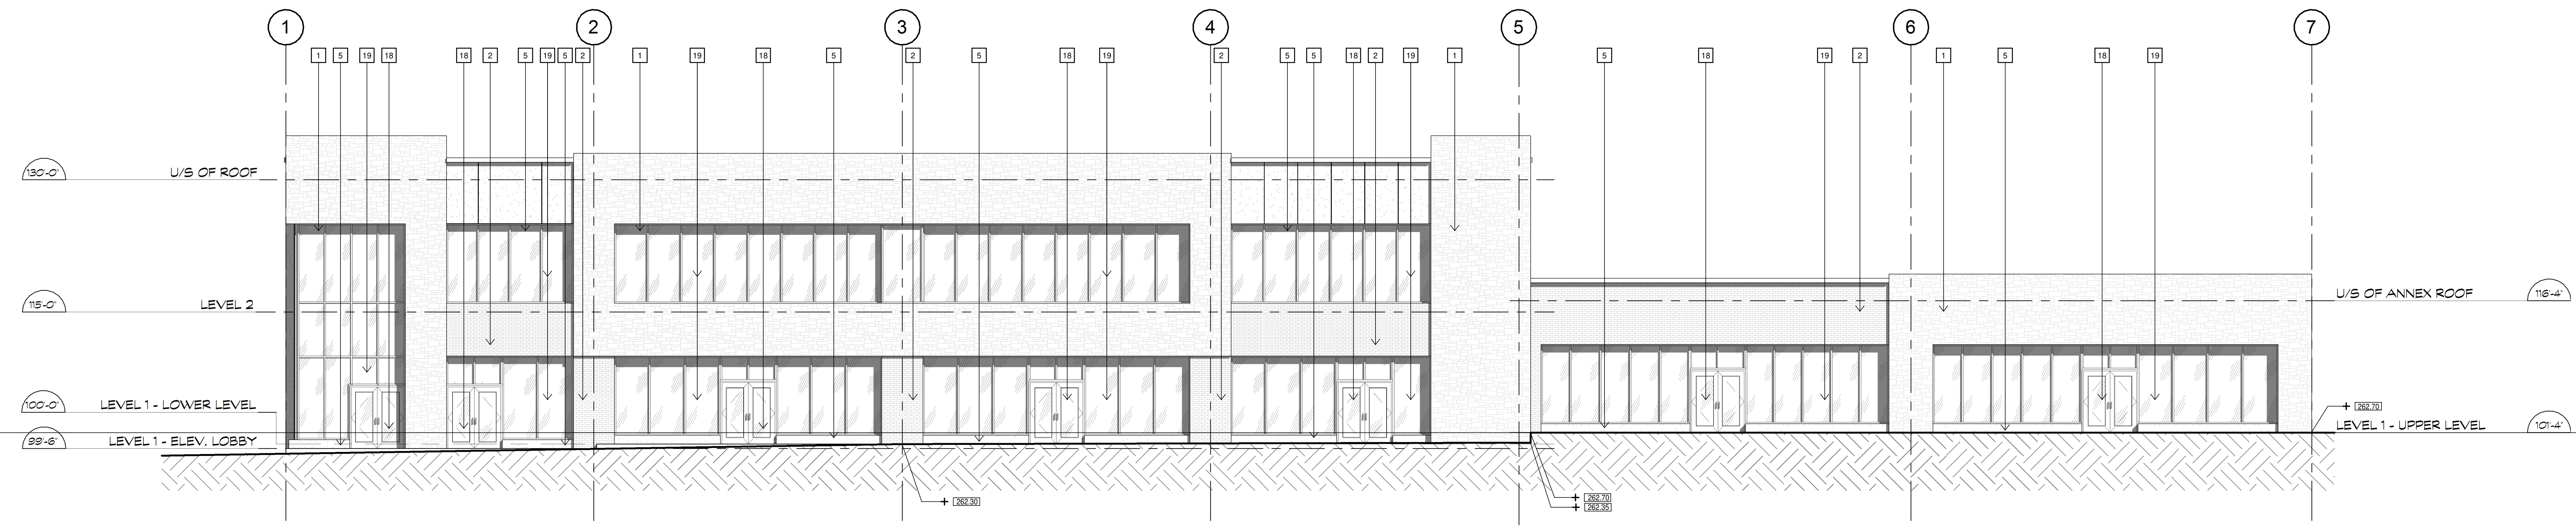 1 2 3 4 5 6 7
1 5 19 18 18 2 5 19 5 2 1 19 18 5 2 5 18 19 2 5 5 18 2 19 1 5 18 19 2 1 5 18 19
130'-0" U/S OF ROOF
115'-0" LEVEL 2
U/S OF ANNEX ROOF 116'-4"
100'-0" LEVEL 1 - LOWER LEVEL
262.70
99'-6" LEVEL 1 - ELEV. LOBBY
LEVEL 1 - UPPER LEVEL 101'-4"
262.30
262.70
262.35